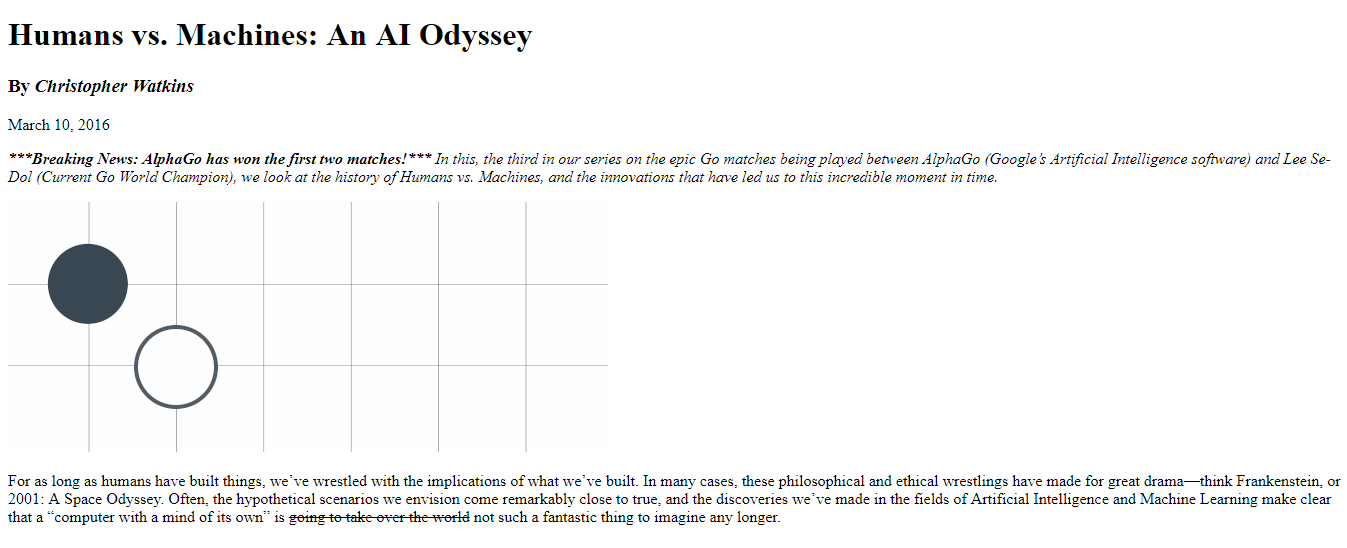 Humans vs. Machines: An AI Odyssey
By Christopher Watkins
March 10, 2016
***Breaking News: AlphaGo has won the first two matches!*** In this, the third in our series on the epic Go matches being played between AlphaGo (Google's Artificial Intelligence software) and Lee Se-
Dol (Current Go World Champion), we look at the history of Humans vs. Machines, and the innovations that have led us to this incredible moment in time.
For as long as humans have built things, we've wrestled with the implications of what we've built. In many cases, these philosophical and ethical wrestlings have made for great drama—think Frankenstein, or
2001: A Space Odyssey. Often, the hypothetical scenarios we envision come remarkably close to true, and the discoveries we've made in the fields of Artificial Intelligence and Machine Learning make clear
that a “computer with a mind of its own” is going to take over the world not such a fantastic thing to imagine any longer.